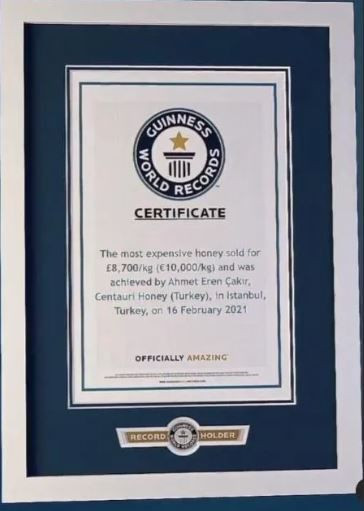 GUINNESS
WORLD RECORDS
CERTIFICATE
The most expensive honey sold for
£8,700/kg (€10,000/kg) and was
achieved by Ahmet Eren Çakır,
Centauri Honey (Turkey), in Istanbul,
Turkey, on 16 February 2021
OFFICIALLY AMAZING
RECORD HOLDER